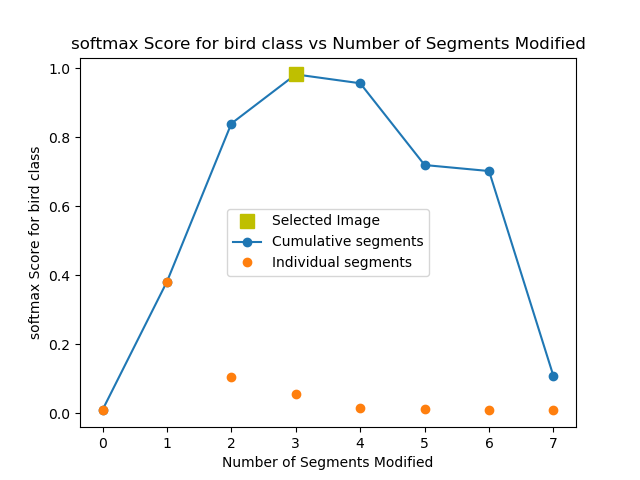 softmax Score for bird class vs Number of Segments Modified
softmax Score for bird class
1.0
0.8
0.6
0.4
0.2
0.0
Selected Image
Cumulative segments
Individual segments
0 1 2 3 4 5 6 7
Number of Segments Modified